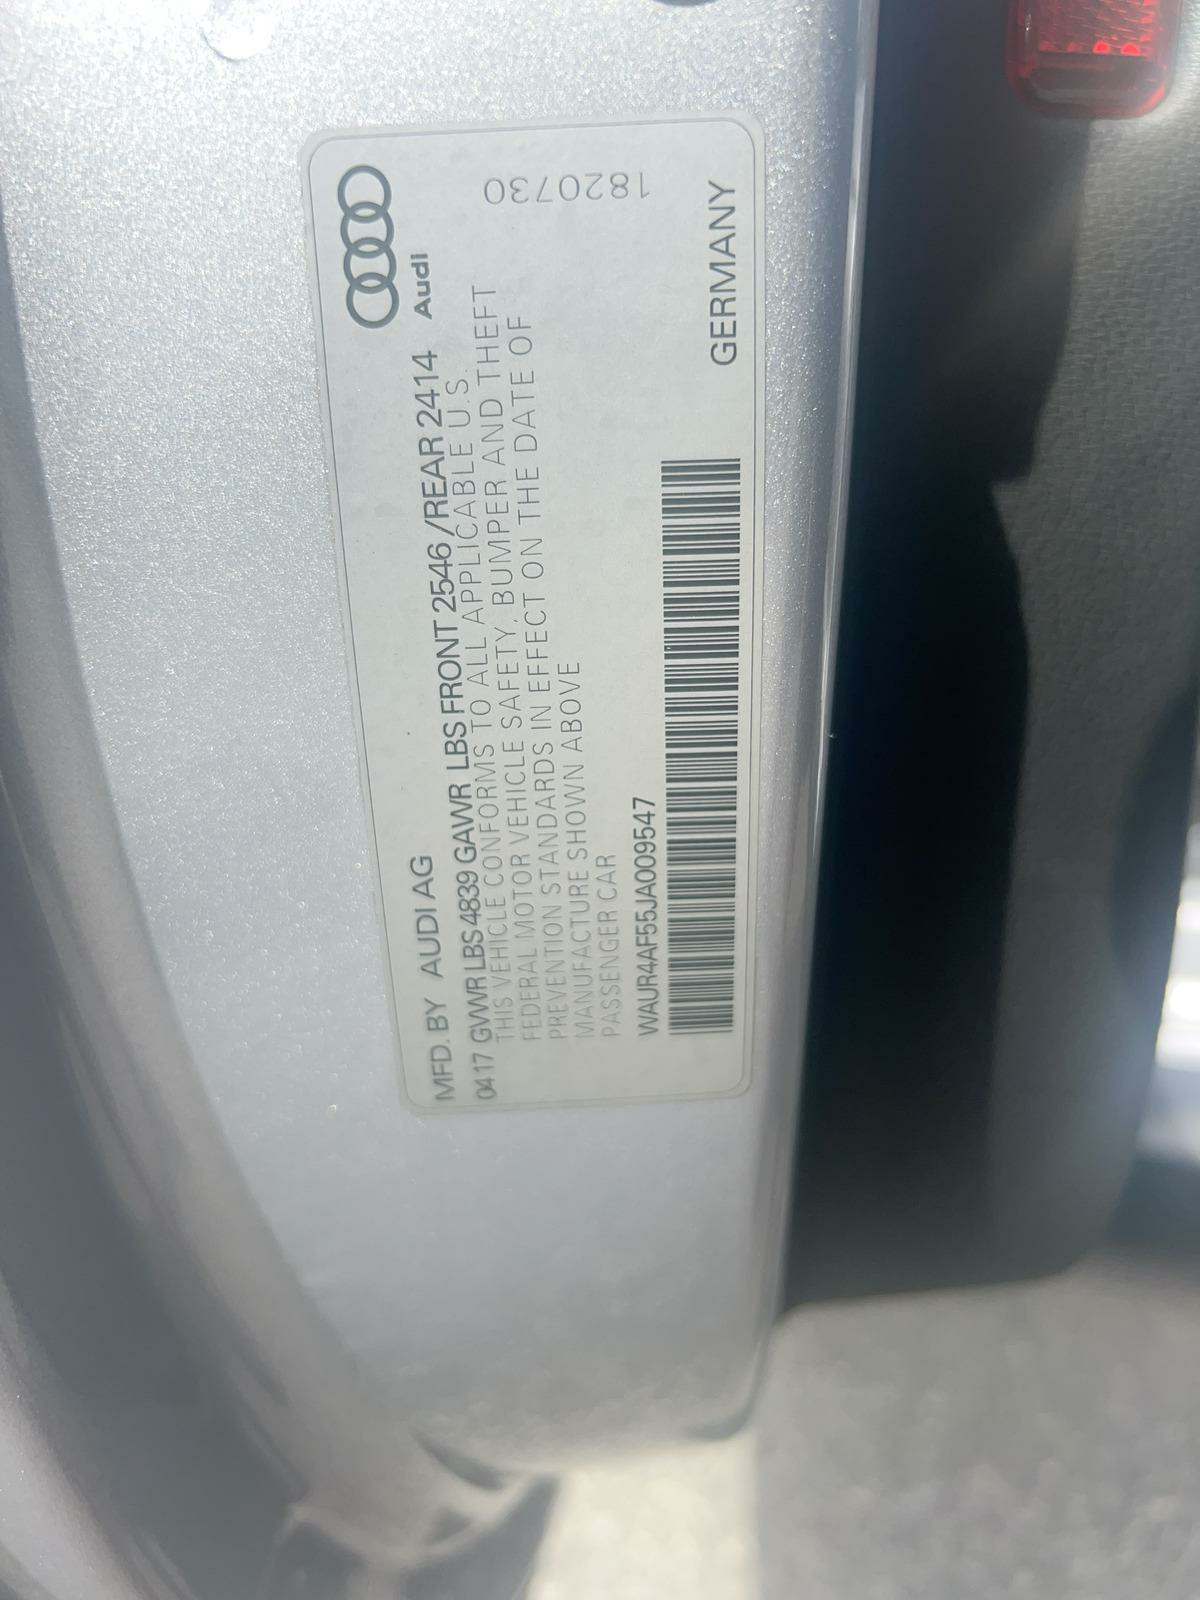 Audi
MFD. BY AUDI AG
0417 GVWR LBS 4839 GAWR LBS FRONT 2546 /REAR 2414
THIS VEHICLE CONFORMS TO ALL APPLICABLE U.S.
FEDERAL MOTOR VEHICLE SAFETY, BUMPER AND THEFT
PREVENTION STANDARDS IN EFFECT ON THE DATE OF
MANUFACTURE SHOWN ABOVE
PASSENGER CAR
1820730
WAUR4AF55JA009547
GERMANY